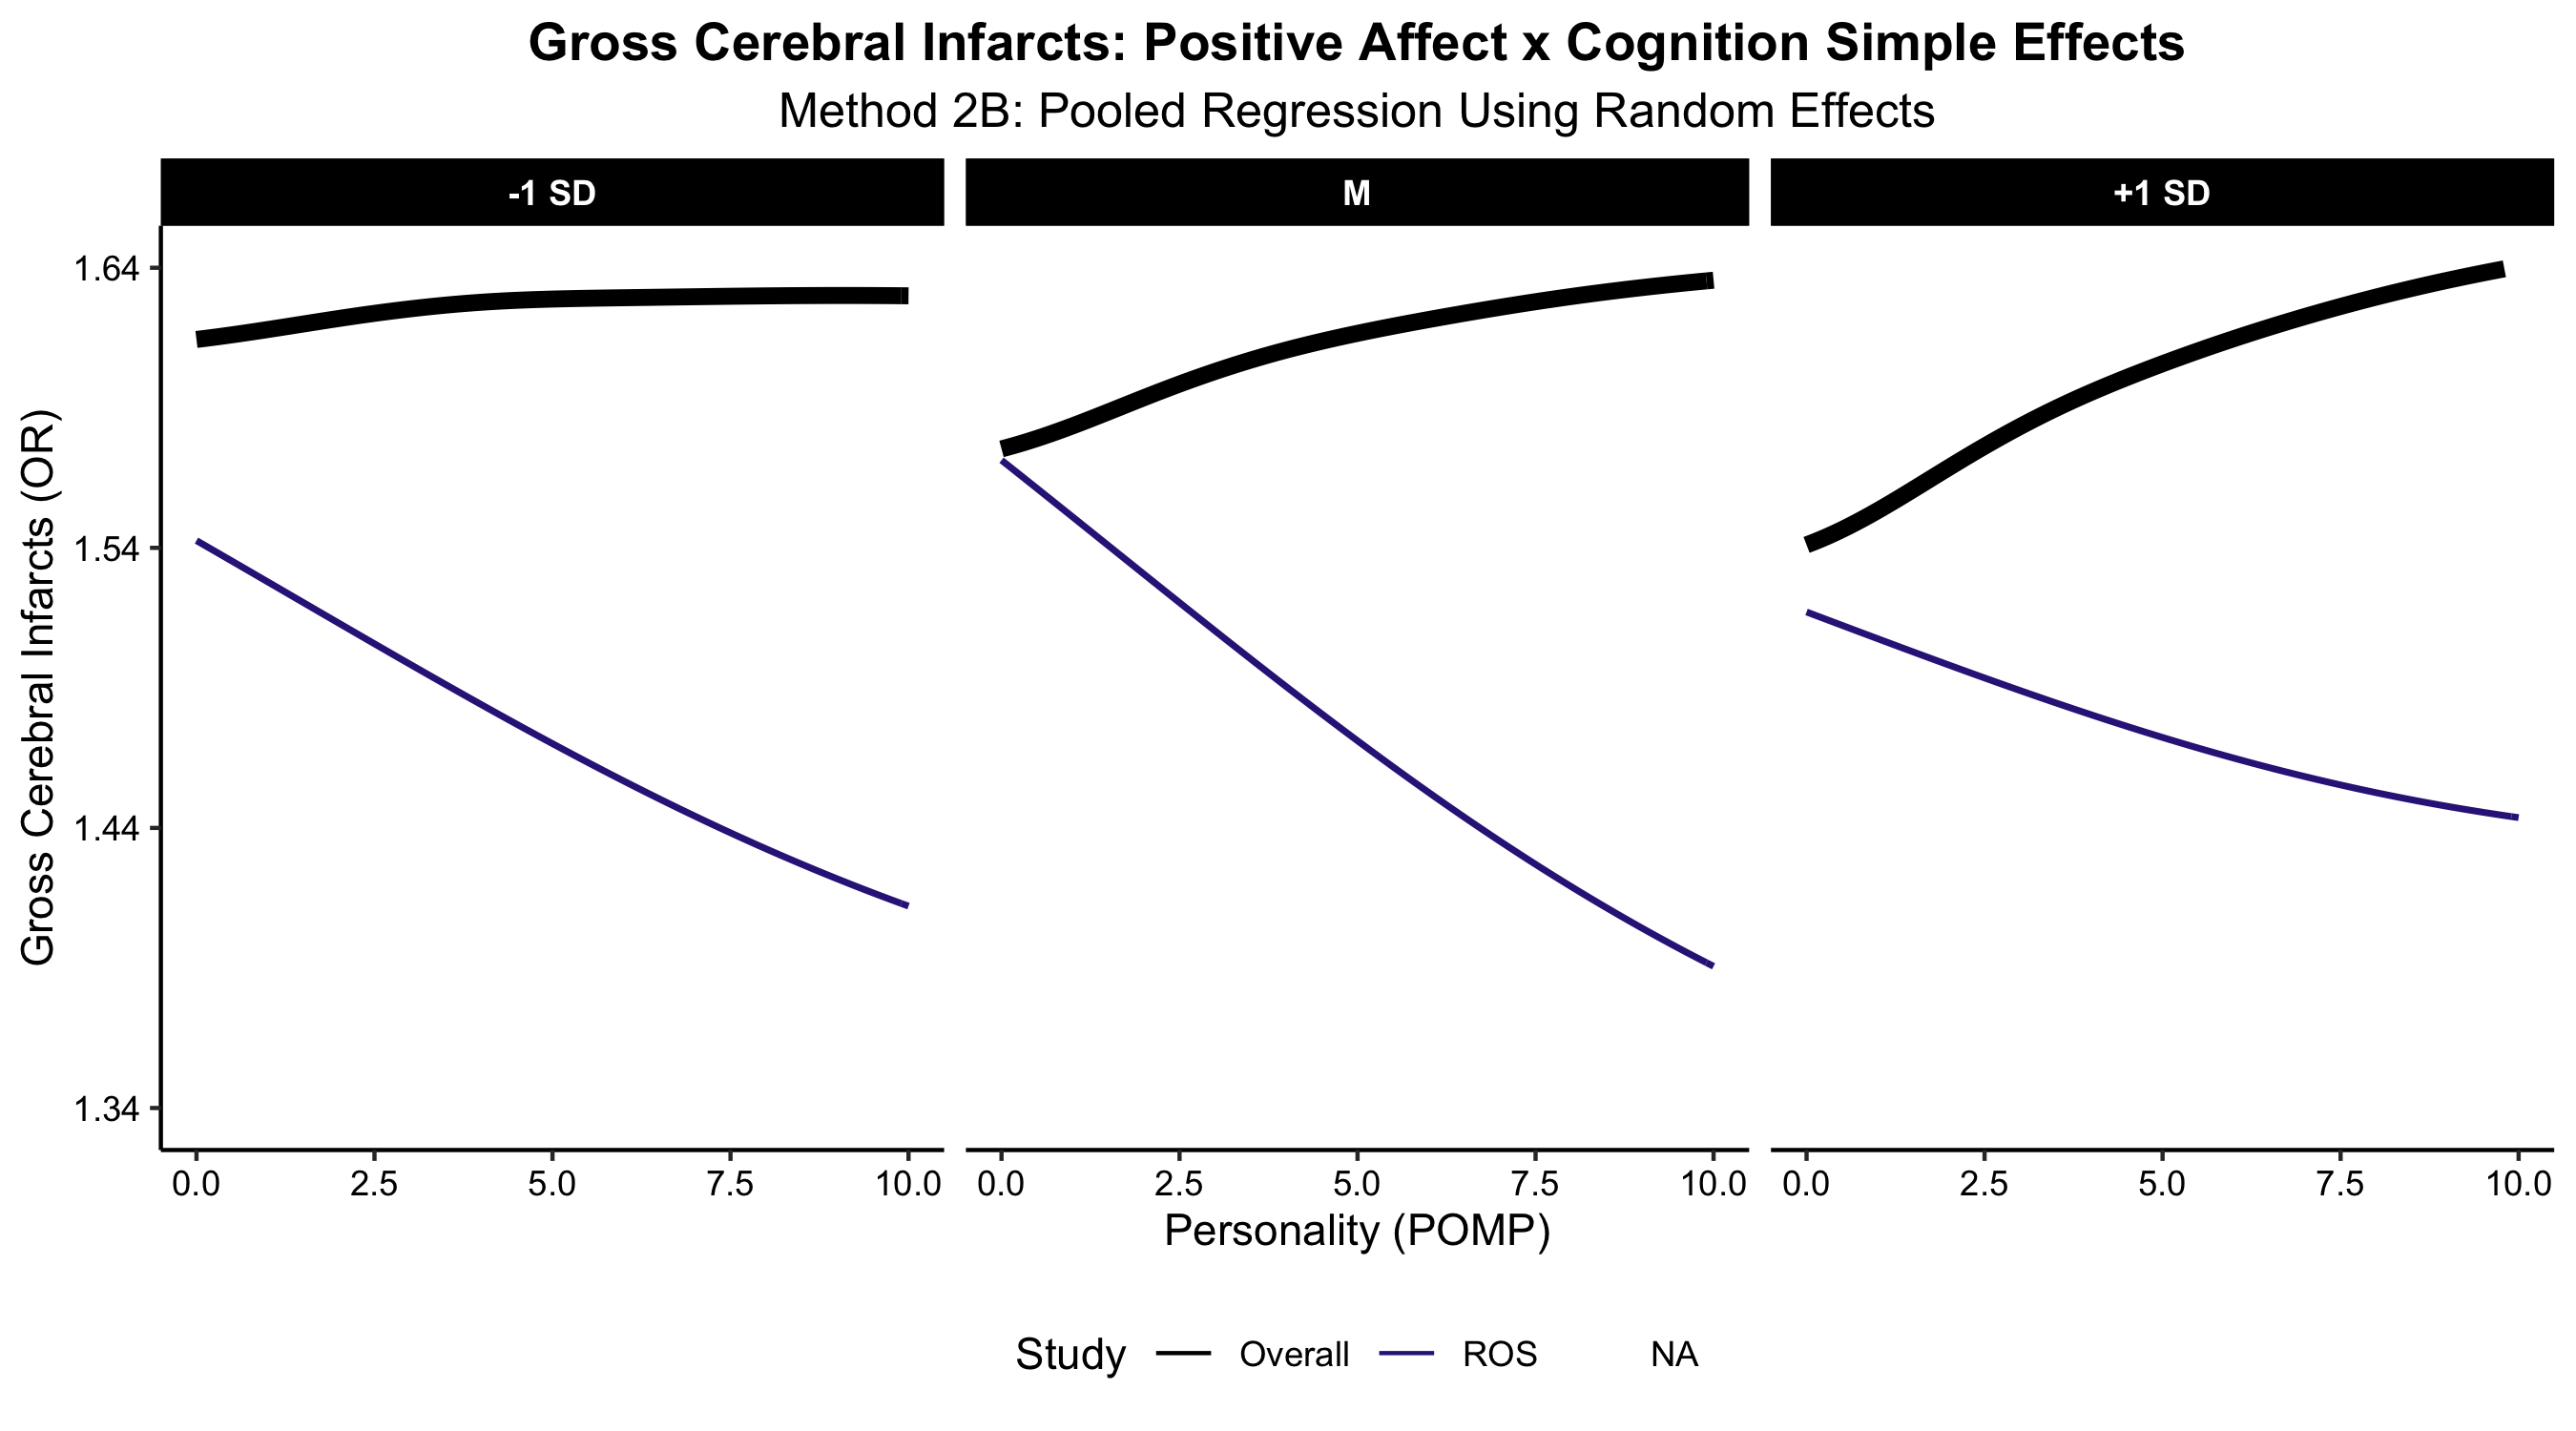 Gross Cerebral Infarcts: Positive Affect x Cognition Simple Effects
Method 2B: Pooled Regression Using Random Effects
-1 SD
M
+1 SD
Gross Cerebral Infarcts (OR)
1.64
1.54
1.44
1.34
0.0 2.5 5.0 7.5 10.0 0.0 2.5 5.0 7.5 10.0 0.0 2.5 5.0 7.5 10.0
Personality (POMP)
Study Overall ROS NA